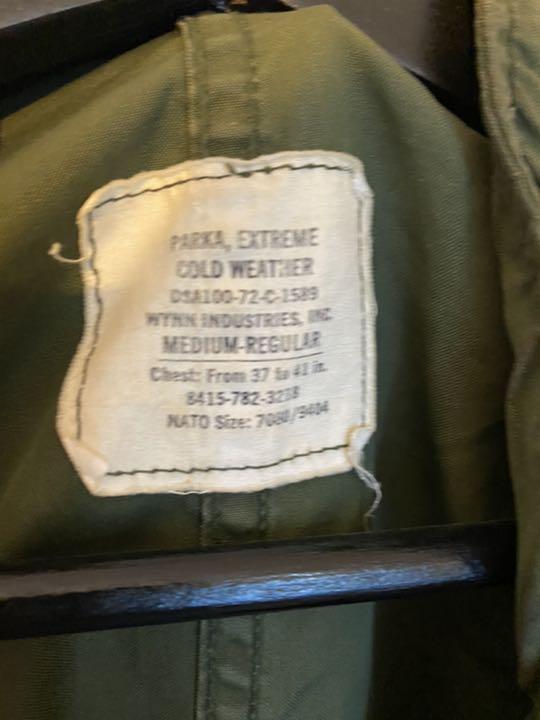 PARKA, EXTREME
COLD WEATHER
DSA100-72-C-1589
WYNN INDUSTRIES, INC.
MEDIUM-REGULAR
Chest: From 37 to 41 in.
8415-782-3218
NATO Size: 7080/9404